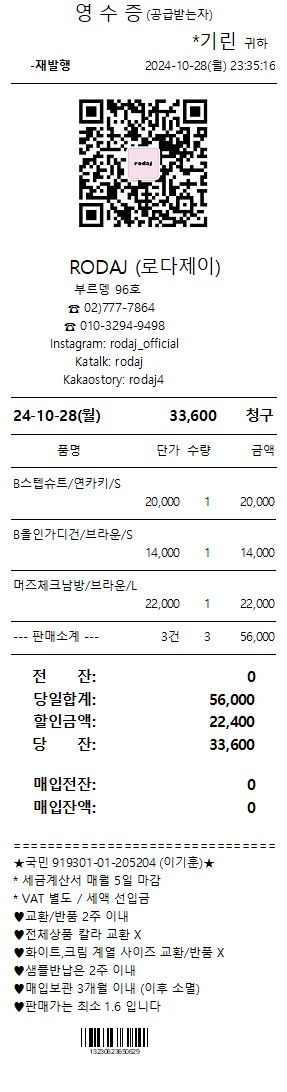 영 수 증 (공급받는자)
*기린 귀하
-재발행 2024-10-28(월) 23:35:16
rodaj
RODAJ (로다제이)
부르뎅 96호
☎ 02)777-7864
☎ 010-3294-9498
Instagram: rodaj_official
Katalk: rodaj
Kakaostory: rodaj4
24-10-28(월) 33,600 청구
품명 단가 수량 금액
B스텝슈트/연카키/S
20,000 1 20,000
B올인가디건/브라운/S
14,000 1 14,000
머즈체크남방/브라운/L
22,000 1 22,000
--- 판매소계 --- 3건 3 56,000
전 잔: 0
당일합계: 56,000
할인금액: 22,400
당 잔: 33,600
매입전잔: 0
매입잔액: 0
==============================
★국민 919301-01-205204 (이기훈)★
* 세금계산서 매월 5일 마감
* VAT 별도 / 세액 선입금
♥교환/반품 2주 이내
♥전체상품 칼라 교환 X
♥화이트,크림 계열 사이즈 교환/반품 X
♥샘플반납은 2주 이내
♥매입보관 3개월 이내 (이후 소멸)
♥판매가는 최소 1.6 입니다
13230623650629